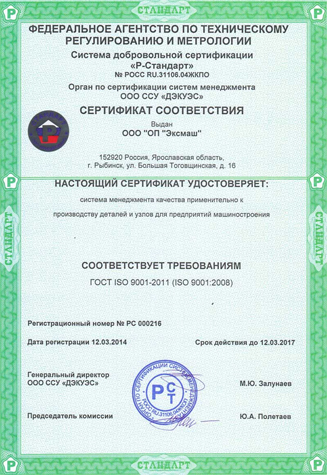 СТАНДАРТ
ФЕДЕРАЛЬНОЕ АГЕНТСТВО ПО ТЕХНИЧЕСКОМУ
РЕГУЛИРОВАНИЮ И МЕТРОЛОГИИ
Система добровольной сертификации
«Р-Стандарт»
№ РОСС RU.31106.04ЖКПО
Орган по сертификации систем менеджмента
ООО ССУ «ДЭКУЭС»
СЕРТИФИКАТ СООТВЕТСТВИЯ
Выдан
ООО "ОП "Эксмаш"
152920 Россия, Ярославская область,
г. Рыбинск, ул. Большая Тоговщинская, д. 16
СТАНДАРТ
СТАНДАРТ
НАСТОЯЩИЙ СЕРТИФИКАТ УДОСТОВЕРЯЕТ:
система менеджмента качества применительно к
производству деталей и узлов для предприятий машиностроения
СООТВЕТСТВУЕТ ТРЕБОВАНИЯМ
ГОСТ ISO 9001-2011 (ISO 9001:2008)
Регистрационный номер № РС 000216
Дата регистрации 12.03.2014
Срок действия до 12.03.2017
Генеральный директор
ООО ССУ «ДЭКУЭС»
М.Ю. Залунаев
РСТ
Председатель комиссии
Ю.А. Полетаев
СТАНДАРТ